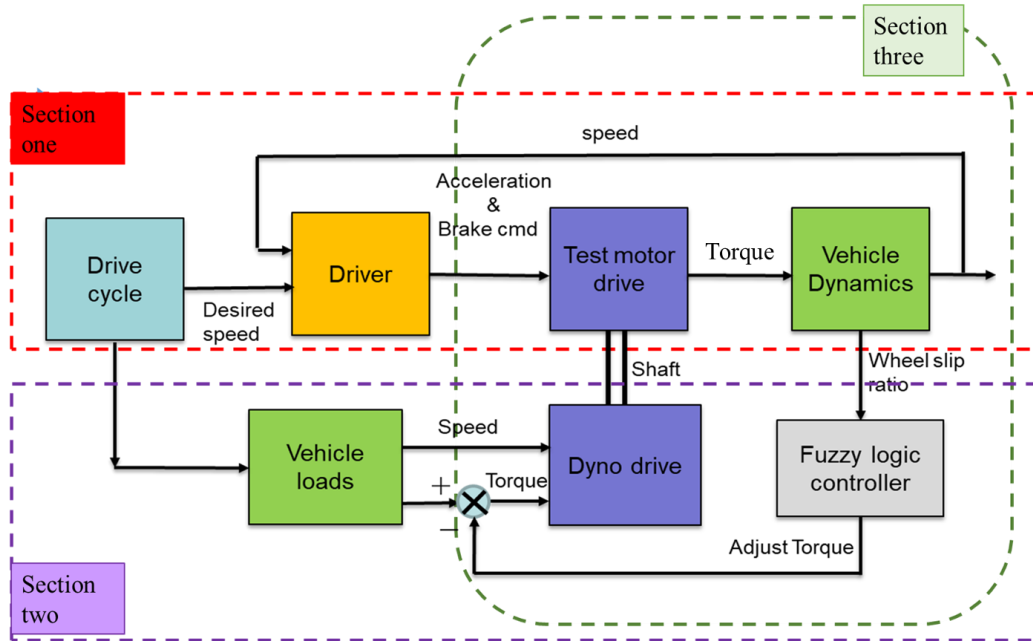 Section
three
Section
one
speed
Acceleration
&
Brake cmd
Drive
cycle
Desired
speed
Driver
Test motor
drive
Torque
Vehicle
Dynamics
Shaft
Wheel slip
ratio
Vehicle
loads
Speed
+
Torque
−
Dyno drive
Fuzzy logic
controller
Adjust Torque
Section
two